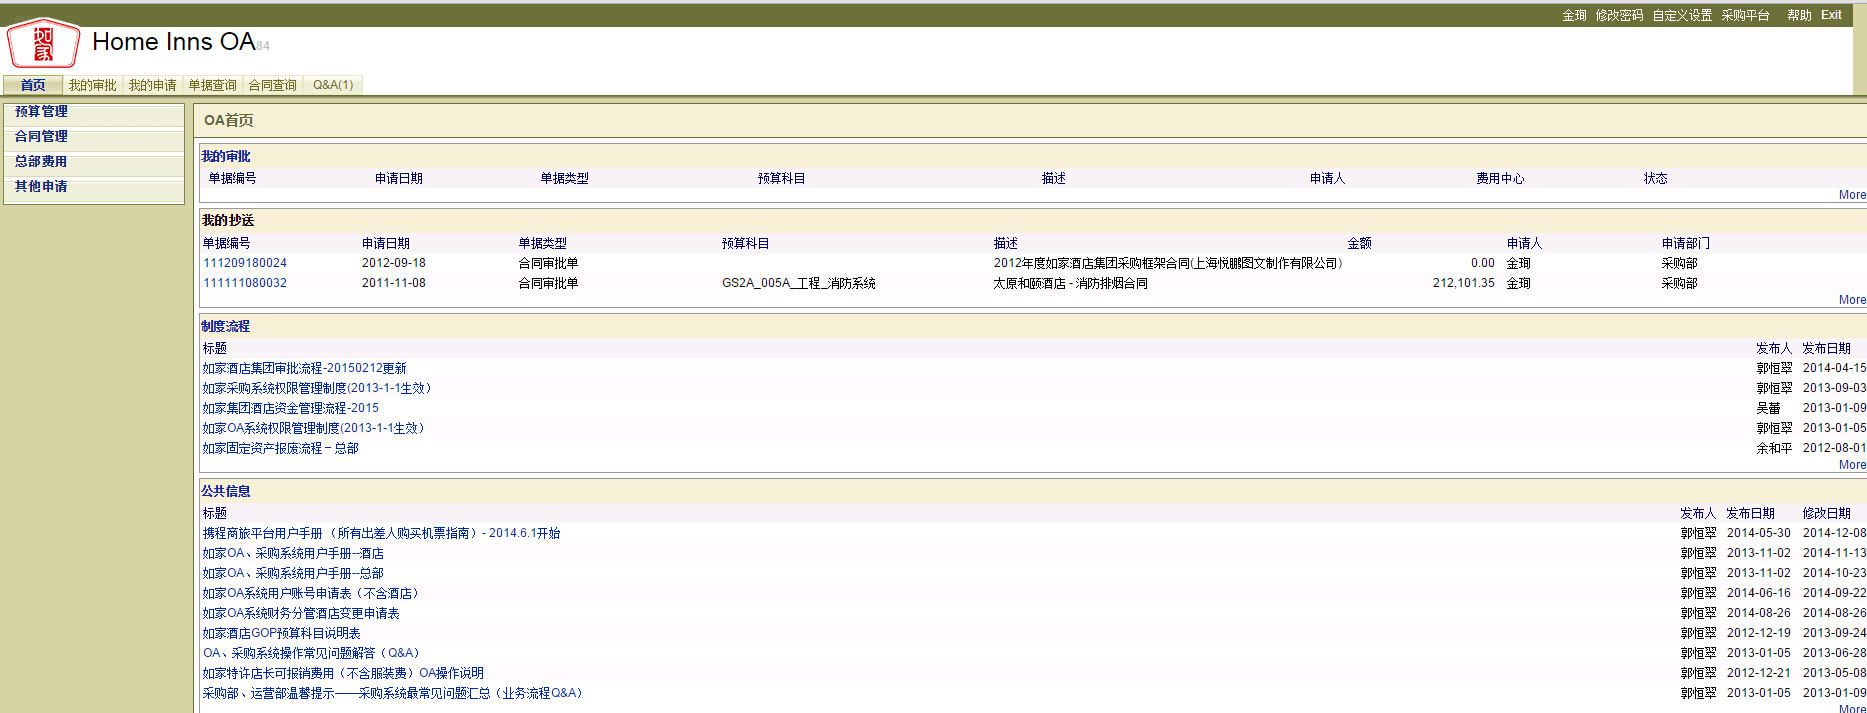 金珣 修改密码 自定义设置 采购平台 帮助 Exit
如家
Home Inns OA84
首页 我的审批 我的申请 单据查询 合同查询 Q&A(1)
预算管理
合同管理
总部费用
其他申请
OA首页
我的审批
单据编号 申请日期 单据类型 预算科目 描述 申请人 费用中心 状态
More
我的抄送
单据编号 申请日期 单据类型 预算科目 描述 金额 申请人 申请部门
111209180024 2012-09-18 合同审批单 2012年度如家酒店集团采购框架合同(上海悦鹏图文制作有限公司) 0.00 金珣 采购部
111111080032 2011-11-08 合同审批单 GS2A_005A_工程_消防系统 太原和颐酒店 - 消防排烟合同 212,101.35 金珣 采购部
More
制度流程
标题 发布人 发布日期
如家酒店集团审批流程-20150212更新 郭恒翠 2014-04-15
如家采购系统权限管理制度(2013-1-1生效) 郭恒翠 2013-09-03
如家集团酒店资金管理流程-2015 吴蕾 2013-01-09
如家OA系统权限管理制度(2013-1-1生效) 郭恒翠 2013-01-05
如家固定资产报废流程－总部 余和平 2012-08-01
More
公共信息
标题 发布人 发布日期 修改日期
携程商旅平台用户手册 （所有出差人购买机票指南）- 2014.6.1开始 郭恒翠 2014-05-30 2014-12-08
如家OA、采购系统用户手册--酒店 郭恒翠 2013-11-02 2014-11-13
如家OA、采购系统用户手册--总部 郭恒翠 2013-11-02 2014-10-23
如家OA系统用户账号申请表（不含酒店） 郭恒翠 2014-06-16 2014-09-22
如家OA系统财务分管酒店变更申请表 郭恒翠 2014-08-26 2014-08-26
如家酒店GOP预算科目说明表 郭恒翠 2012-12-19 2013-09-24
OA、采购系统操作常见问题解答（Q&A） 郭恒翠 2013-01-05 2013-06-28
如家特许店长可报销费用（不含服装费）OA操作说明 郭恒翠 2012-12-21 2013-05-08
采购部、运营部温馨提示——采购系统最常见问题汇总（业务流程Q&A） 郭恒翠 2013-01-05 2013-01-09
More